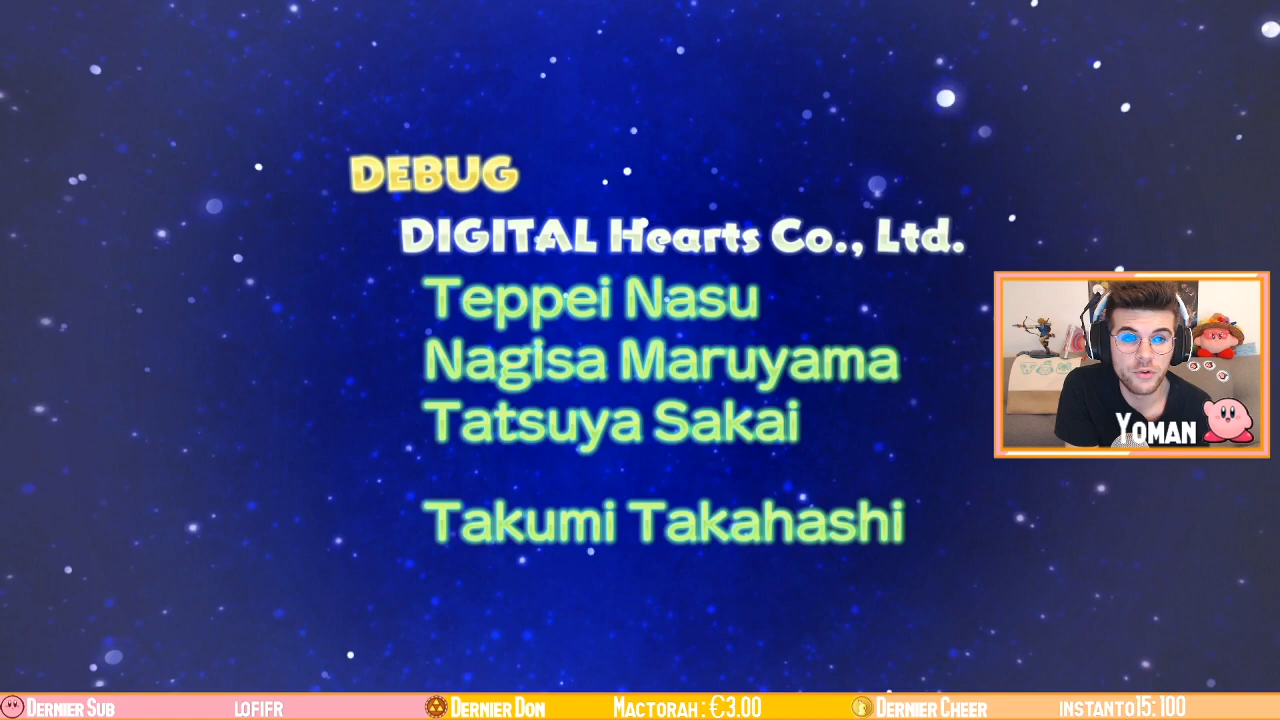 DEBUG
DIGITAL Hearts Co., Ltd.
Teppei Nasu
Nagisa Maruyama
Tatsuya Sakai
Takumi Takahashi
YOMAN
DERNIER SUB
LOFIFR
DERNIER DON
MACTORAH : €3.00
DERNIER CHEER
INSTANTO15: 100